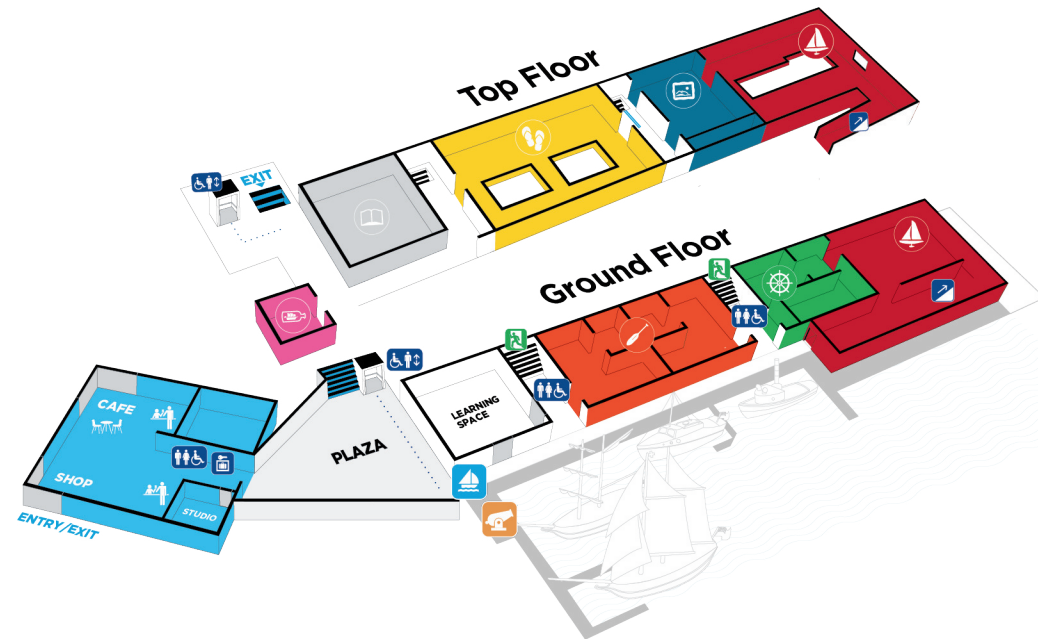 Top Floor
EXIT
Ground Floor
CAFE
LEARNING
SPACE
PLAZA
SHOP
STUDIO
ENTRY/EXIT